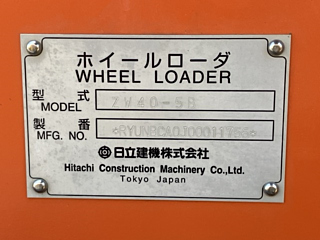 ホイールローダ
WHEEL LOADER
型式 ZW40-5B
MODEL
製番
MFG. NO.
日立建機株式会社
Hitachi Construction Machinery Co.,Ltd.
Tokyo Japan